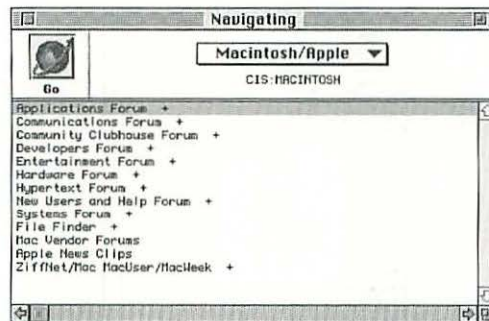 Navigating
Macintosh/Apple
CIS:MACINTOSH
Go
Applications Forum +
Communications Forum +
Community Clubhouse Forum +
Developers Forum +
Entertainment Forum +
Hardware Forum +
Hypertext Forum +
New Users and Help Forum +
Systems Forum +
File Finder +
Mac Vendor Forums
Apple News Clips
ZiffNet/Mac MacUser/MacWeek +